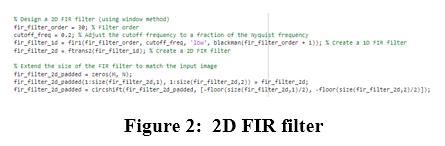 % Design a 2D FIR filter (using window method)
fir_filter_order = 30; % Filter order
cutoff_freq = 0.2; % Adjust the cutoff frequency to a fraction of the Nyquist frequency
fir_filter_1d = fir1(fir_filter_order, cutoff_freq, 'low', blackman(fir_filter_order + 1)); % Create a 1D FIR filter
fir_filter_2d = ftrans2(fir_filter_1d); % Create a 2D FIR filter
% Extend the size of the FIR filter to match the input image
fir_filter_2d_padded = zeros(M, N);
fir_filter_2d_padded(1:size(fir_filter_2d,1), 1:size(fir_filter_2d,2)) = fir_filter_2d;
fir_filter_2d_padded = circshift(fir_filter_2d_padded, [-floor(size(fir_filter_2d,1)/2), -floor(size(fir_filter_2d,2)/2)]);
Figure 2: 2D FIR filter